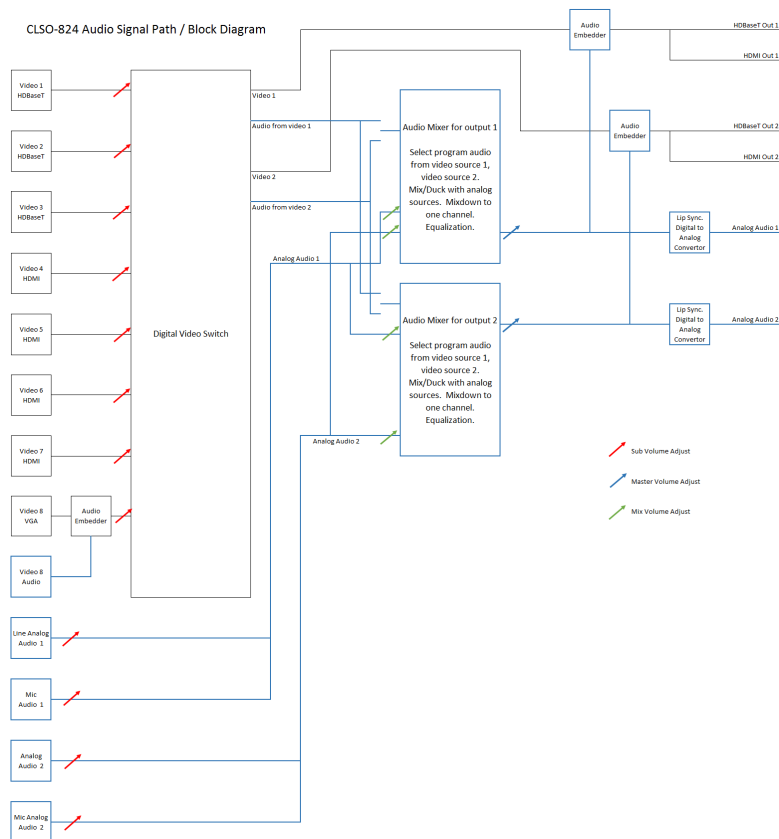 CLSO-824 Audio Signal Path / Block Diagram
Audio
Embedder
HDBaseT Out 1
HDMI Out 1
Video 1
HDBaseT
Video 1
Audio from video 1
Audio Mixer for output 1
Select program audio
from video source 1,
video source 2.
Mix/Duck with analog
sources.  Mixdown to
one channel.
Equalization.
Audio
Embedder
HDBaseT Out 2
HDMI Out 2
Video 2
HDBaseT
Video 2
Audio from video 2
Video 3
HDBaseT
Lip Sync.
Digital to
Analog
Convertor
Analog Audio 1
Video 4
HDMI
Analog Audio 1
Digital Video Switch
Video 5
HDMI
Audio Mixer for output 2
Select program audio
from video source 1,
video source 2.
Mix/Duck with analog
sources.  Mixdown to
one channel.
Equalization.
Lip Sync.
Digital to
Analog
Convertor
Analog Audio 2
Video 6
HDMI
Video 7
HDMI
Analog Audio 2
Sub Volume Adjust
Master Volume Adjust
Mix Volume Adjust
Video 8
VGA
Audio
Embedder
Video 8
Audio
Line Analog
Audio 1
Mic
Audio 1
Analog
Audio 2
Mic Analog
Audio 2